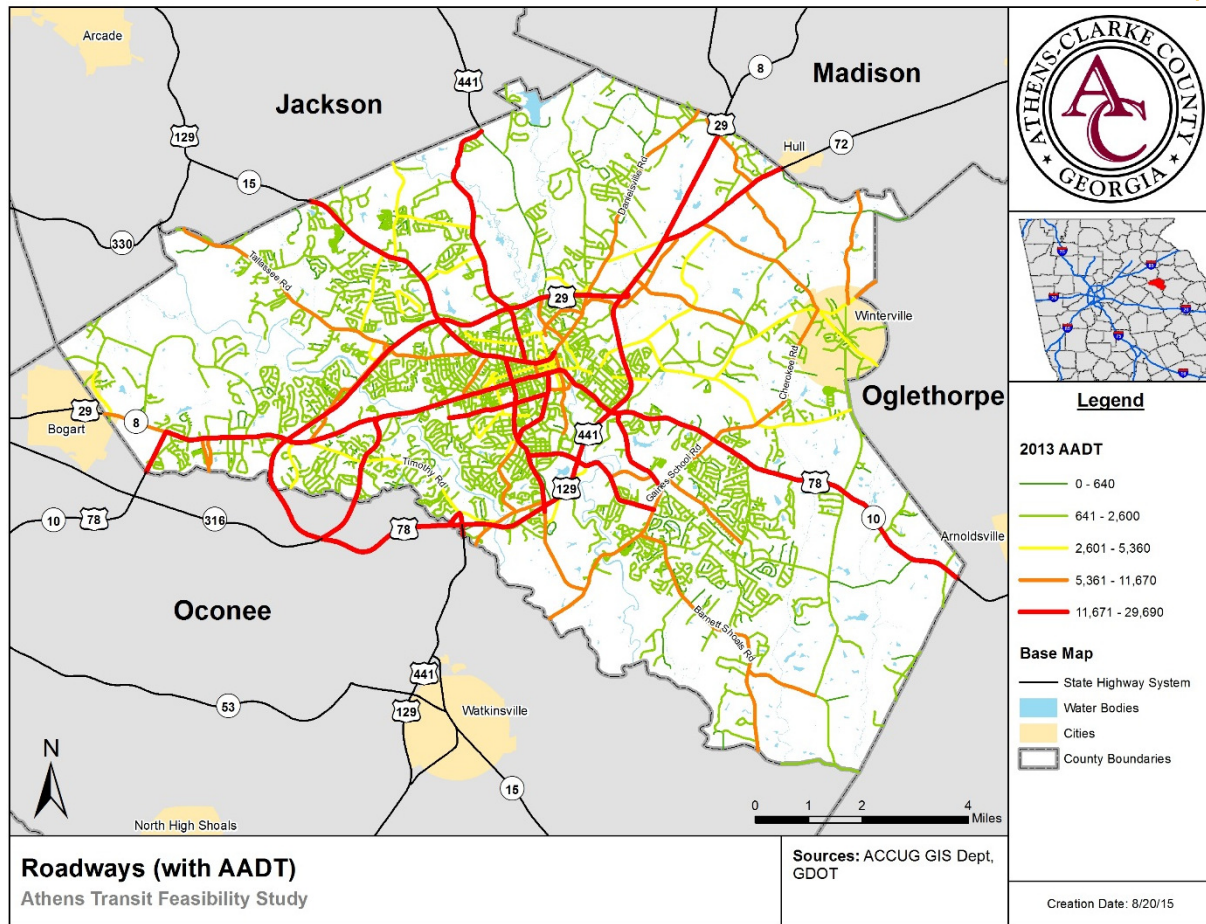 Arcade
Jackson
Madison
Hull
Winterville
Oglethorpe
Arnoldsville
Bogart
Oconee
Watkinsville
North High Shoals
441
8
29
72
129
15
330
Danielsville Rd
Tallassee Rd
29
Cherokee Rd
29
8
441
Timothy Rd
Gaines School Rd
129
78
10
10
78
316
78
Barnett Shoals Rd
441
53
129
15
N
0 1 2 4
Miles
ATHENS-CLARKE COUNTY
AC
★ GEORGIA ★
Legend
2013 AADT
0 - 640
641 - 2,600
2,601 - 5,360
5,361 - 11,670
11,671 - 29,690
Base Map
State Highway System
Water Bodies
Cities
County Boundaries
Roadways (with AADT)
Athens Transit Feasibility Study
Sources: ACCUG GIS Dept,
GDOT
Creation Date: 8/20/15